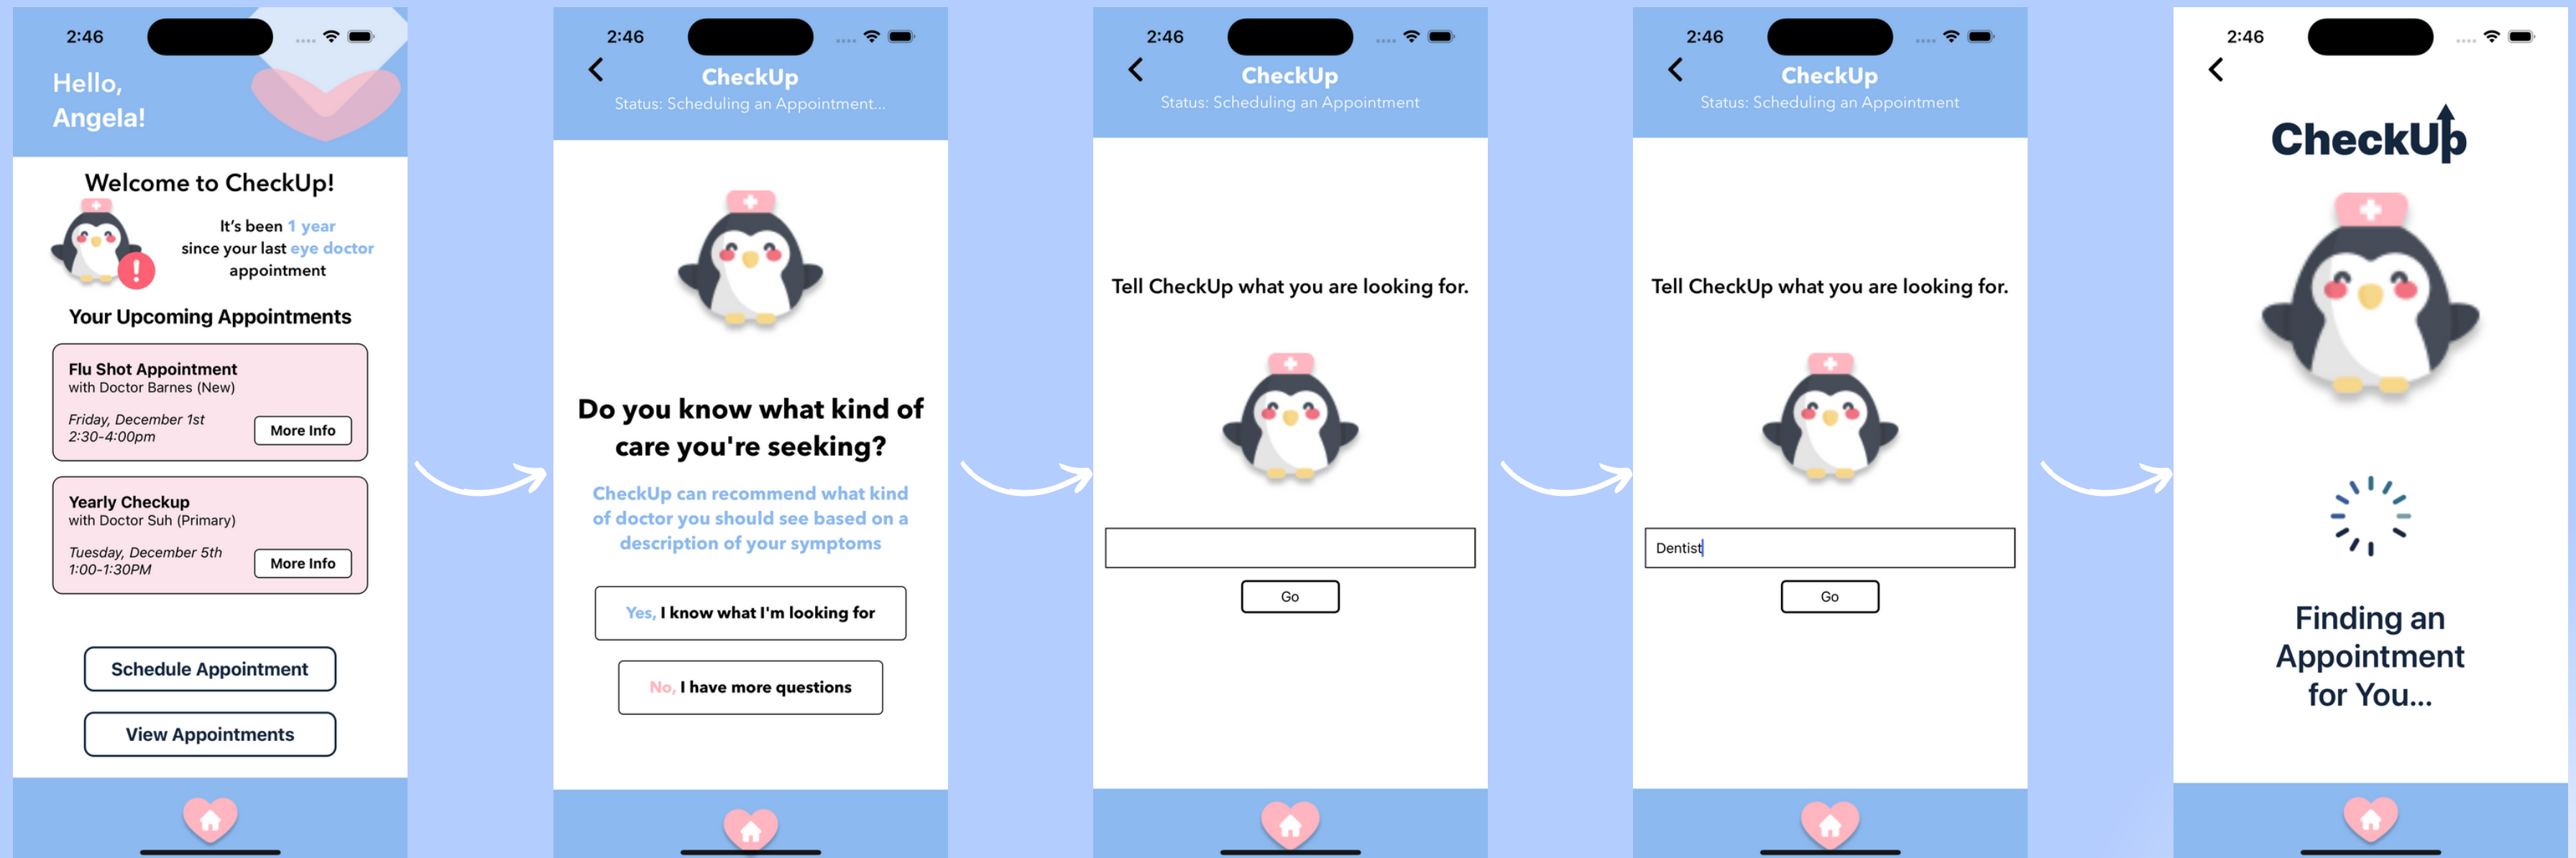 2:46
Hello,
Angela!
Welcome to CheckUp!
It's been 1 year
since your last eye doctor
appointment
!
Your Upcoming Appointments
Flu Shot Appointment
with Doctor Barnes (New)
Friday, December 1st
2:30-4:00pm
More Info
Yearly Checkup
with Doctor Suh (Primary)
Tuesday, December 5th
1:00-1:30PM
More Info
Schedule Appointment
View Appointments
2:46
CheckUp
Status: Scheduling an Appointment...
Do you know what kind of
care you're seeking?
CheckUp can recommend what kind
of doctor you should see based on a
description of your symptoms
Yes, I know what I'm looking for
No, I have more questions
2:46
CheckUp
Status: Scheduling an Appointment
Tell CheckUp what you are looking for.
Go
2:46
CheckUp
Status: Scheduling an Appointment
Tell CheckUp what you are looking for.
Dentist
Go
2:46
CheckUp
Finding an
Appointment
for You...